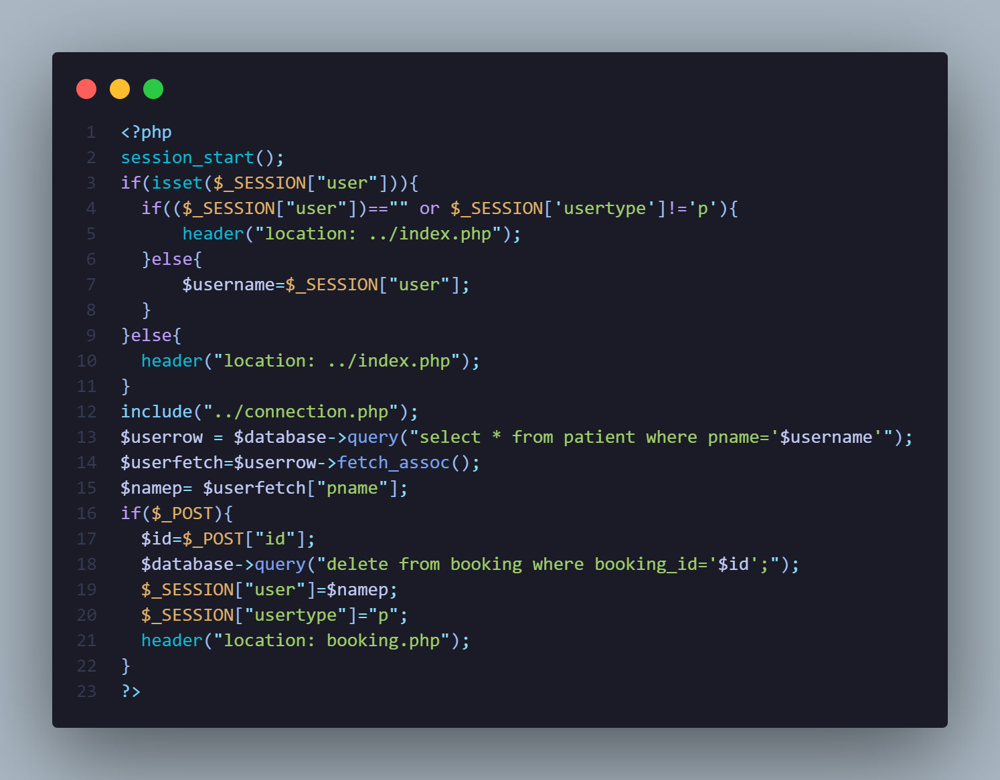 1 <?php
2 session_start();
3 if(isset($_SESSION["user"])){
4   if(($_SESSION["user"])=="" or $_SESSION['usertype']!='p'){
5       header("location: ../index.php");
6   }else{
7       $username=$_SESSION["user"];
8   }
9 }else{
10   header("location: ../index.php");
11 }
12 include("../connection.php");
13 $userrow = $database->query("select * from patient where pname='$username'");
14 $userfetch=$userrow->fetch_assoc();
15 $namep= $userfetch["pname"];
16 if($_POST){
17   $id=$_POST["id"];
18   $database->query("delete from booking where booking_id='$id';");
19   $_SESSION["user"]=$namep;
20   $_SESSION["usertype"]="p";
21   header("location: booking.php");
22 }
23 ?>